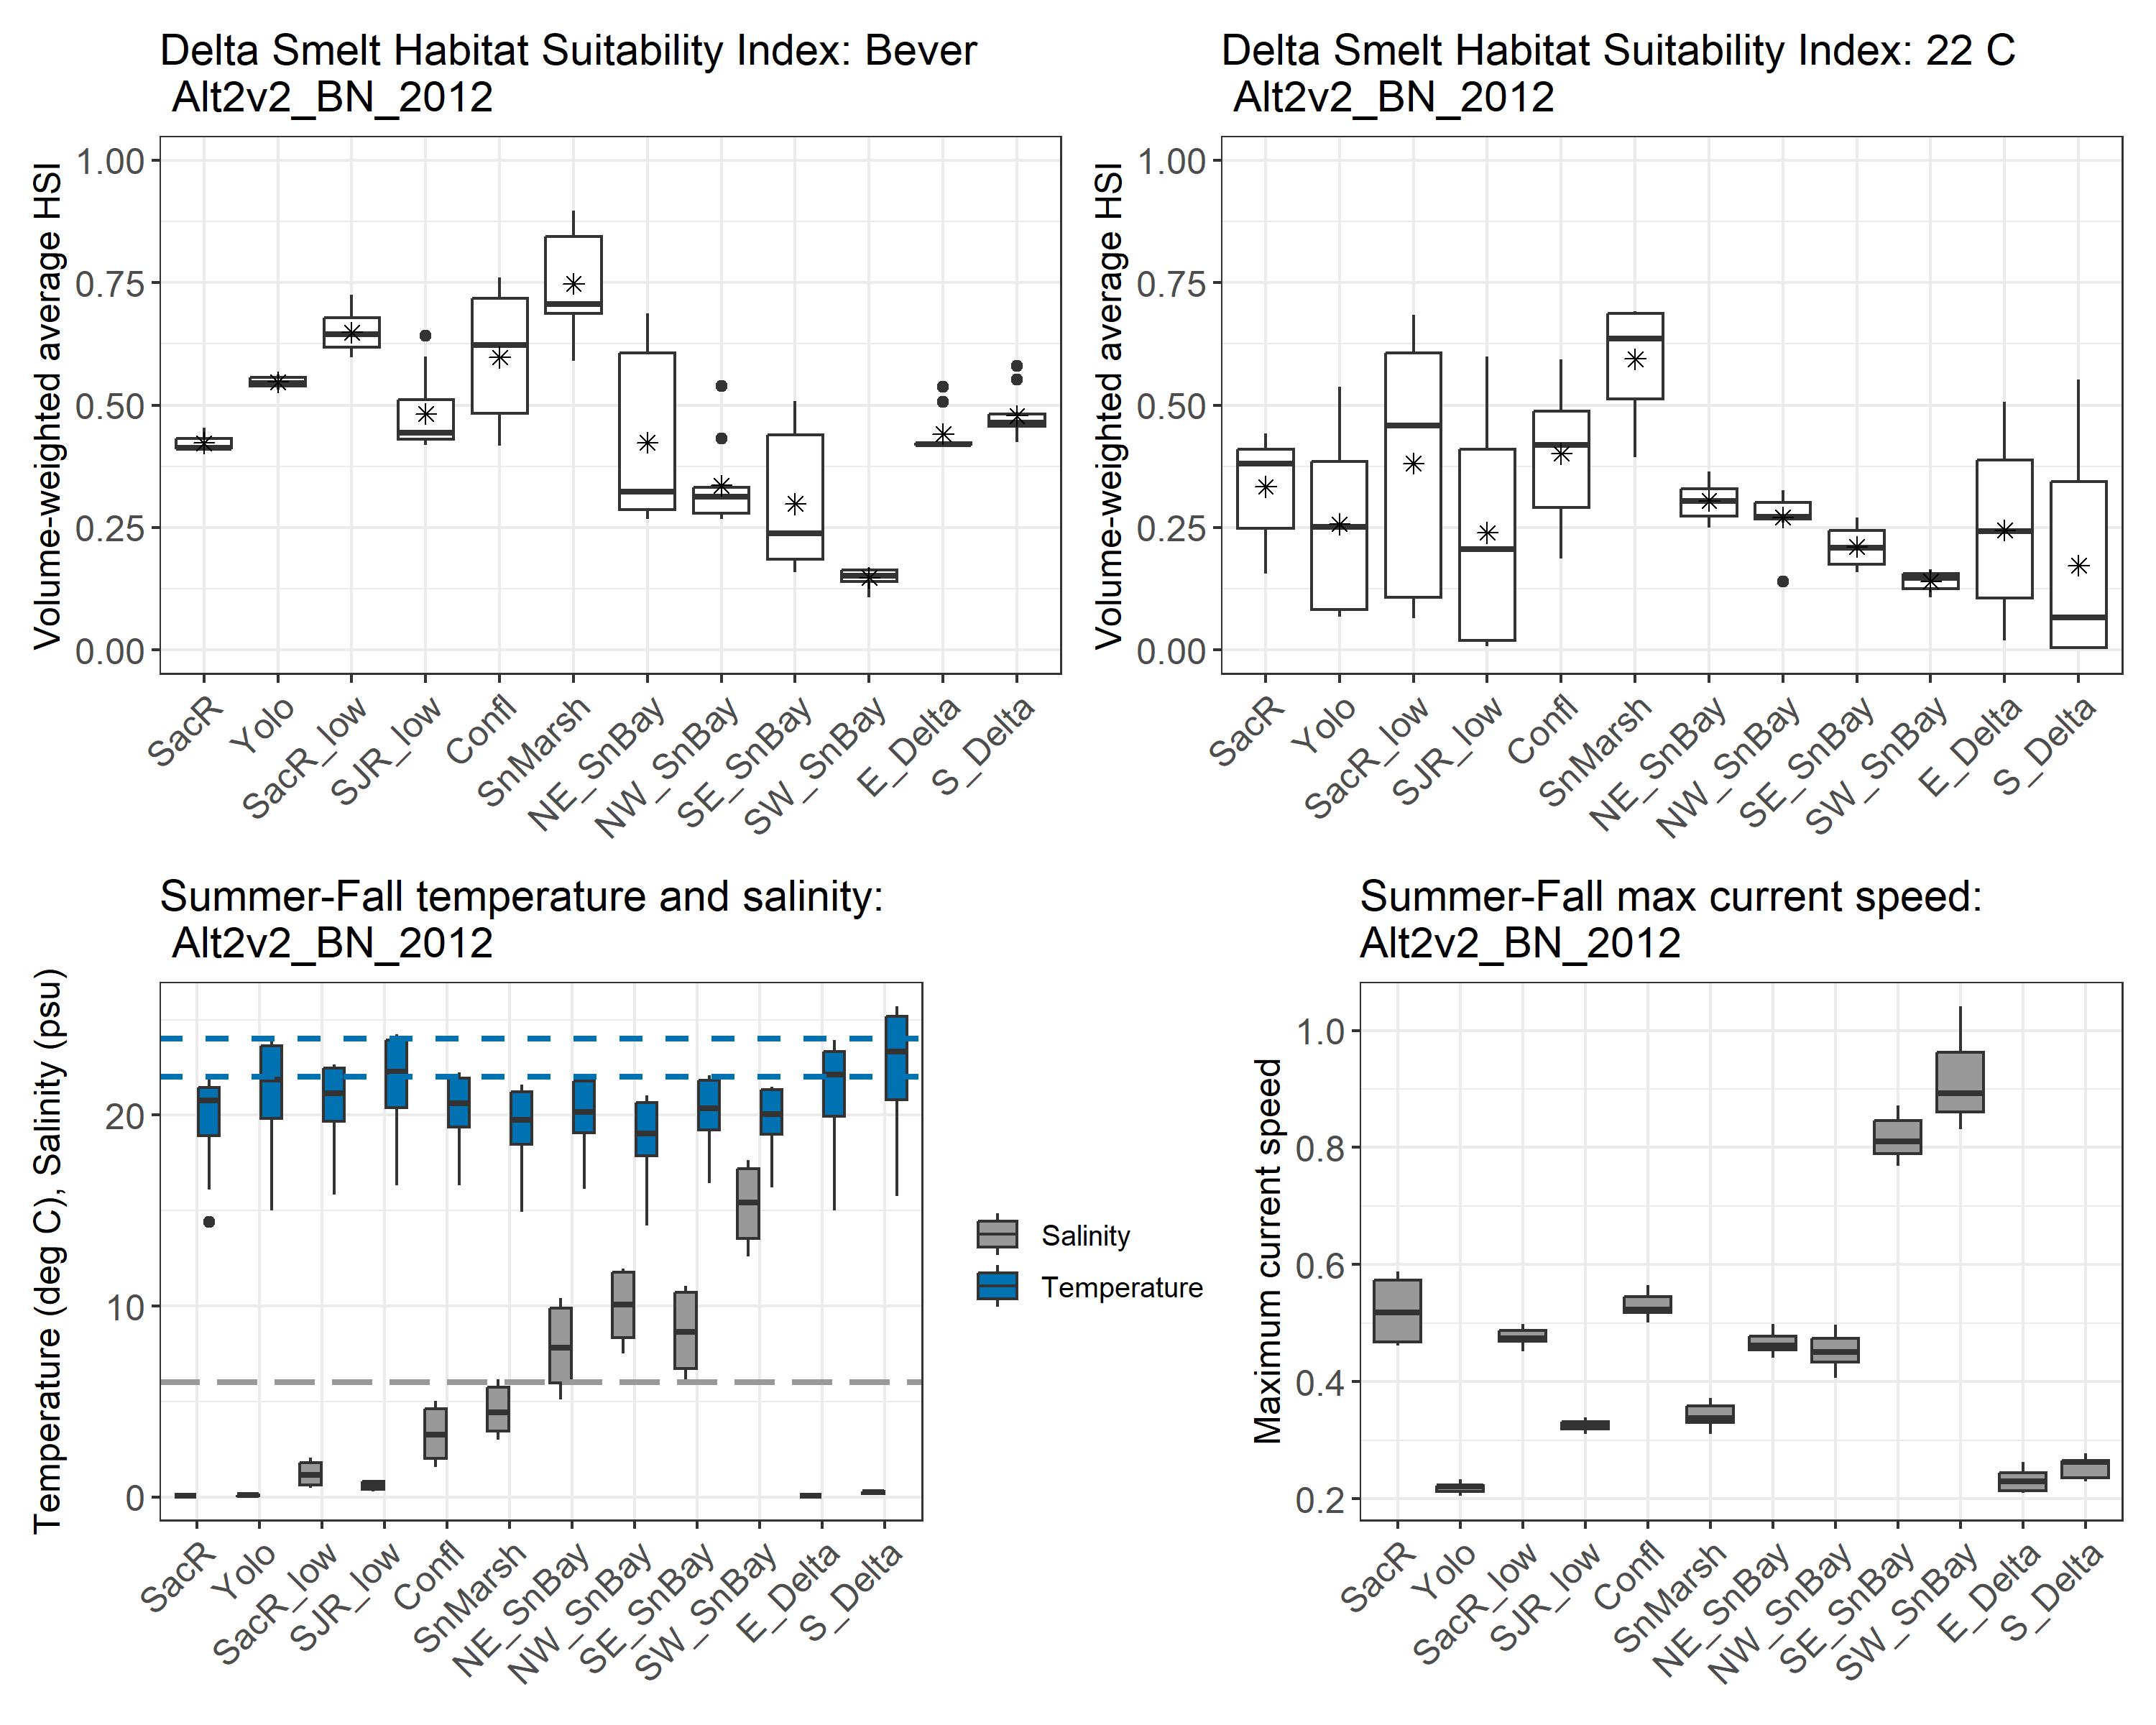 Delta Smelt Habitat Suitability Index: Bever
Alt2v2_BN_2012
Volume-weighted average HSI
1.00
0.75
0.50
0.25
0.00
SacR
Yolo
SacR_low
SJR_low
Confl
SnMarsh
NE_SnBay
NW_SnBay
SE_SnBay
SW_SnBay
E_Delta
S_Delta
Delta Smelt Habitat Suitability Index: 22 C
Alt2v2_BN_2012
Volume-weighted average HSI
1.00
0.75
0.50
0.25
0.00
SacR
Yolo
SacR_low
SJR_low
Confl
SnMarsh
NE_SnBay
NW_SnBay
SE_SnBay
SW_SnBay
E_Delta
S_Delta
Summer-Fall temperature and salinity:
Alt2v2_BN_2012
Temperature (deg C), Salinity (psu)
20
10
0
SacR
Yolo
SacR_low
SJR_low
Confl
SnMarsh
NE_SnBay
NW_SnBay
SE_SnBay
SW_SnBay
E_Delta
S_Delta
Salinity
Temperature
Summer-Fall max current speed:
Alt2v2_BN_2012
Maximum current speed
1.0
0.8
0.6
0.4
0.2
SacR
Yolo
SacR_low
SJR_low
Confl
SnMarsh
NE_SnBay
NW_SnBay
SE_SnBay
SW_SnBay
E_Delta
S_Delta